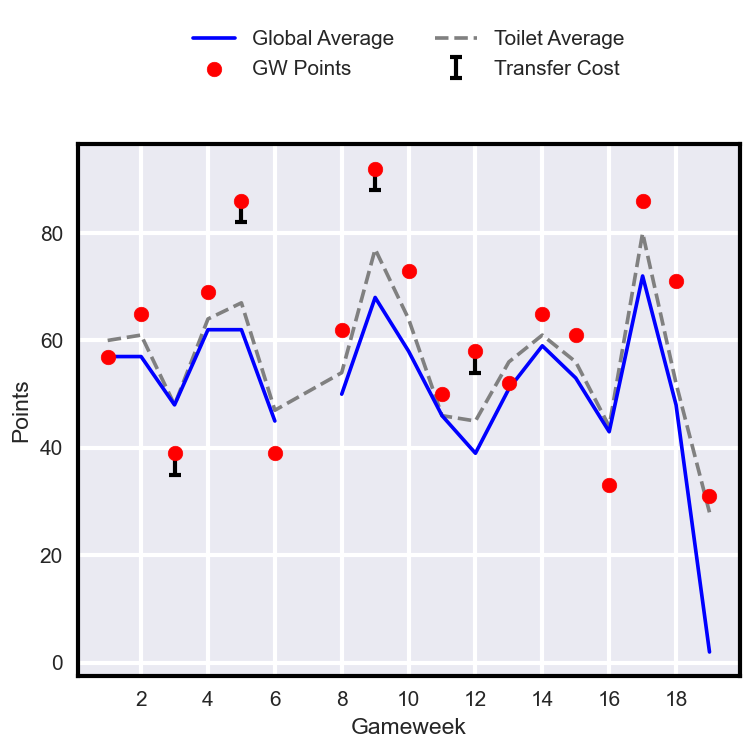 Global Average
Toilet Average
GW Points
Transfer Cost
80
60
40
20
0
Points
2 4 6 8 10 12 14 16 18
Gameweek